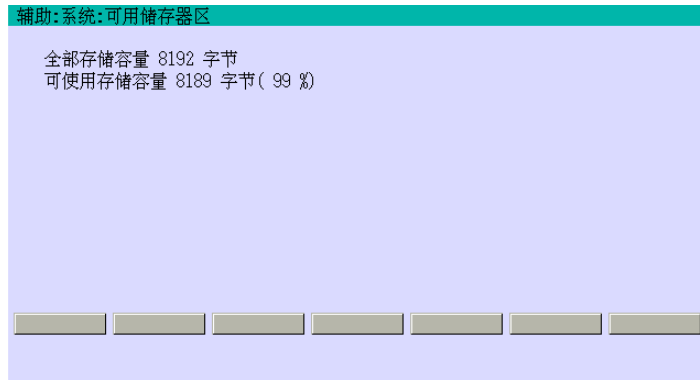 辅助:系统:可用储存器区
全部存储容量 8192 字节
可使用存储容量 8189 字节( 99 %)